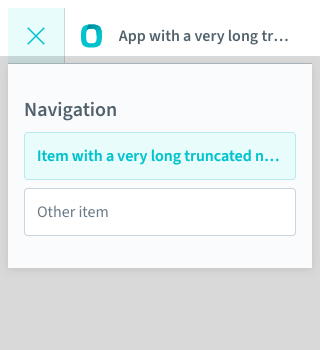 App with a very long tr…
Navigation
Item with a very long truncated n…
Other item